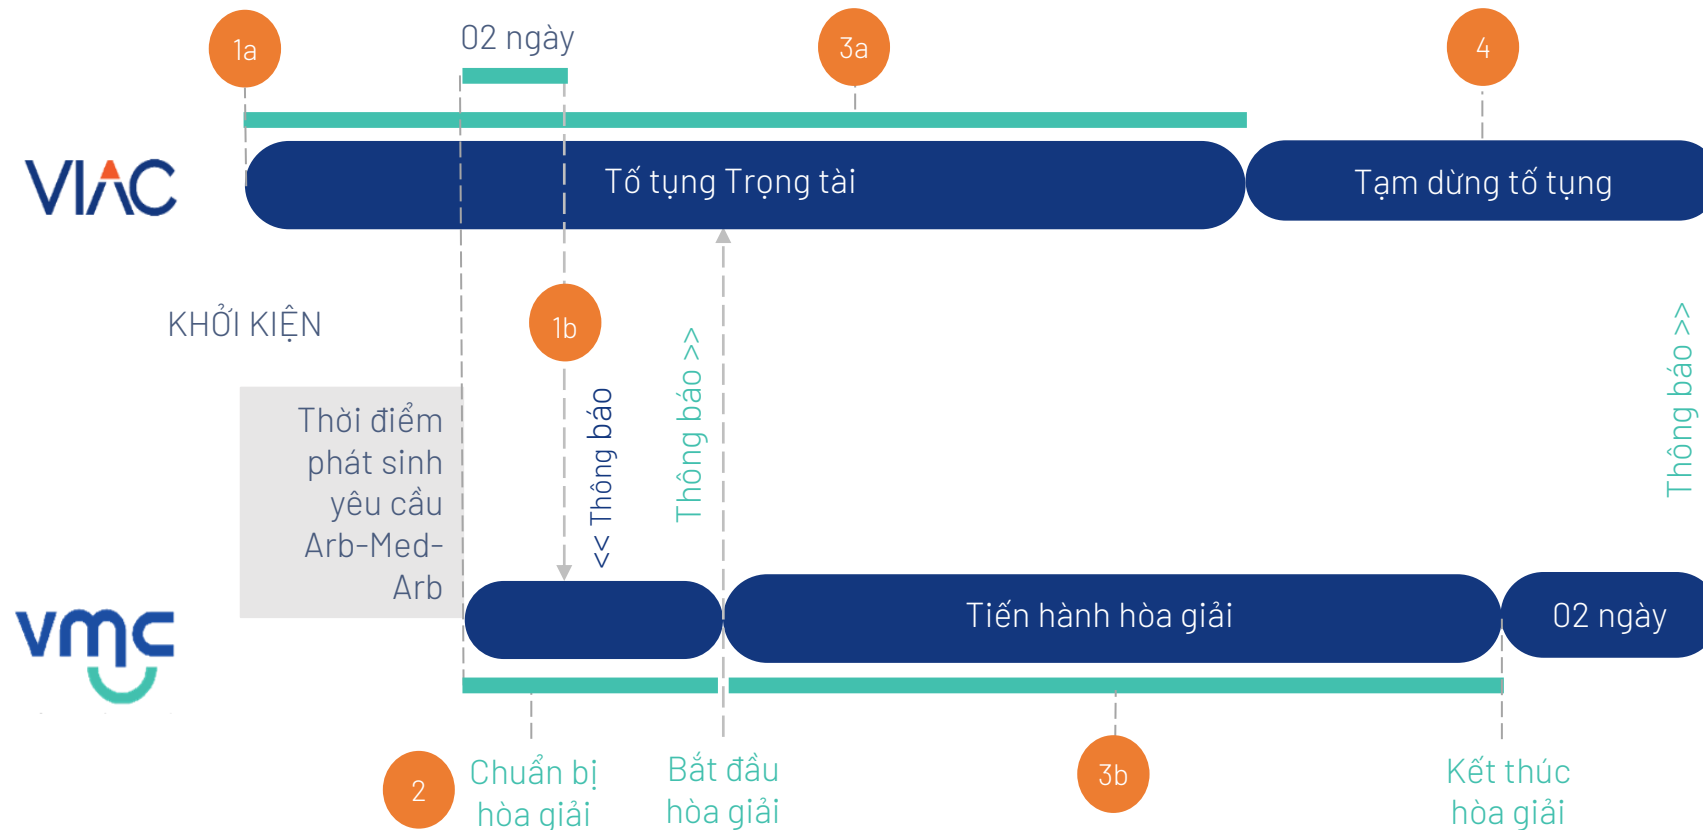 1a
02 ngày
3a
4
VIAC
Tố tụng Trọng tài
Tạm dừng tố tụng
KHỞI KIỆN
1b
<< Thông báo
Thông báo >>
Thông báo >>
Thời điểm
phát sinh
yêu cầu
Arb-Med-
Arb
vmc
Tiến hành hòa giải
02 ngày
2
Chuẩn bị
hòa giải
Bắt đầu
hòa giải
3b
Kết thúc
hòa giải